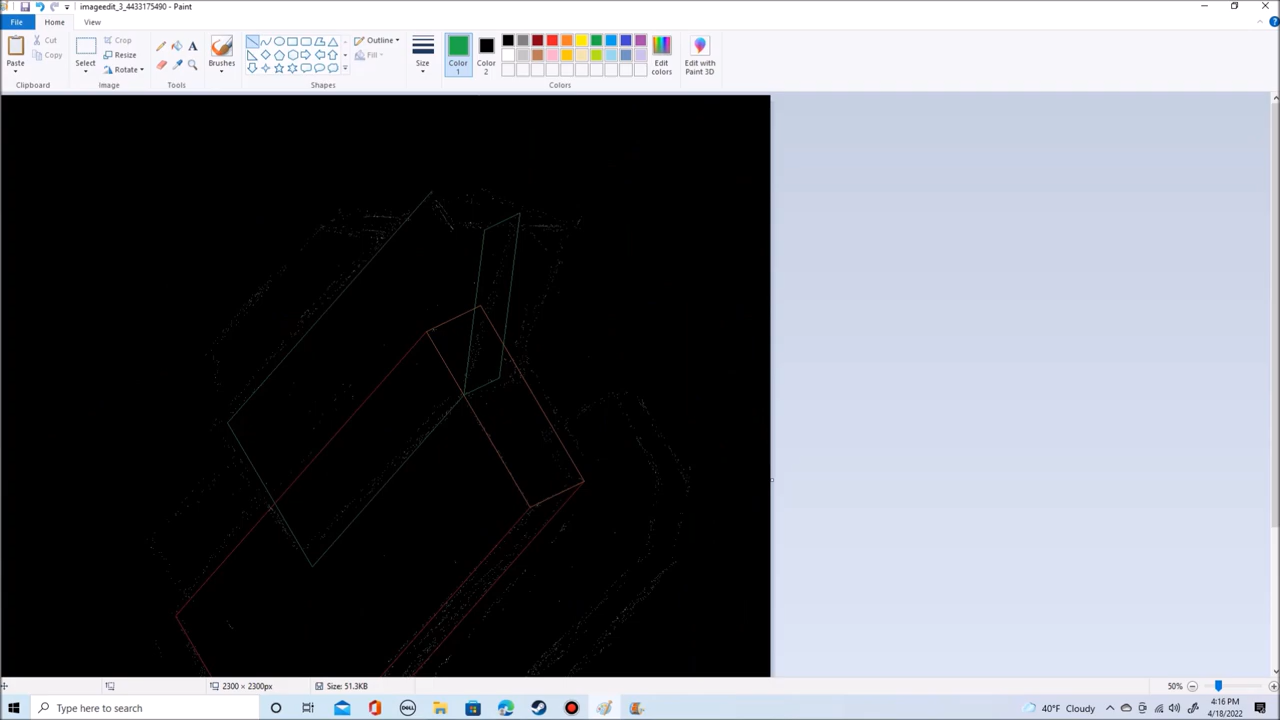 imageedit_3_4433175490 - Paint
File Home View
Paste
Cut
Copy
Clipboard
Select
Crop
Resize
Rotate
Image
A
Tools
Brushes
Outline
Fill
Shapes
Size
Color 1
Color 2
Colors
Edit colors
Edit with Paint 3D
2300 × 2300px
Size: 51.3KB
50%
Type here to search
DELL
40°F Cloudy
4:16 PM
4/18/2022